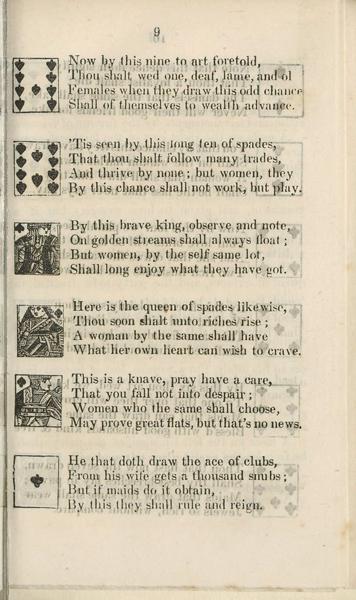 9
Now by this nine to art foretold,
Thou shalt wed one, deaf, lame, and ol
Females when they draw this odd chance
Shall of themselves to wealth advance.
'Tis seen by this long ten of spades,
That thou shalt follow many trades,
And thrive by none; but women, they
By this chance shall not work, but play.
By this brave king, observe and note,
On golden streams shall always float;
But women, by the self same lot,
Shall long enjoy what they have got.
Here is the queen of spades likewise,
Thou soon shalt unto riches rise;
A woman by the same shall have
What her own heart can wish to crave.
This is a knave, pray have a care,
That you fall not into despair;
Women who the same shall choose,
May prove great flats, but that's no news.
He that doth draw the ace of clubs,
From his wife gets a thousand snubs;
But if maids do it obtain,
By this they shall rule and reign.